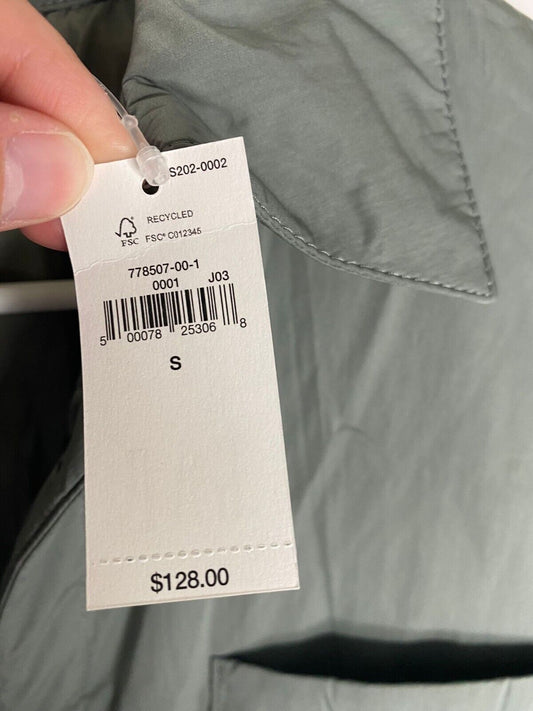 S202-0002
RECYCLED
FSC
FSC® C012345
778507-00-1
0001 J03
5 00078 25306 8
S
$128.00